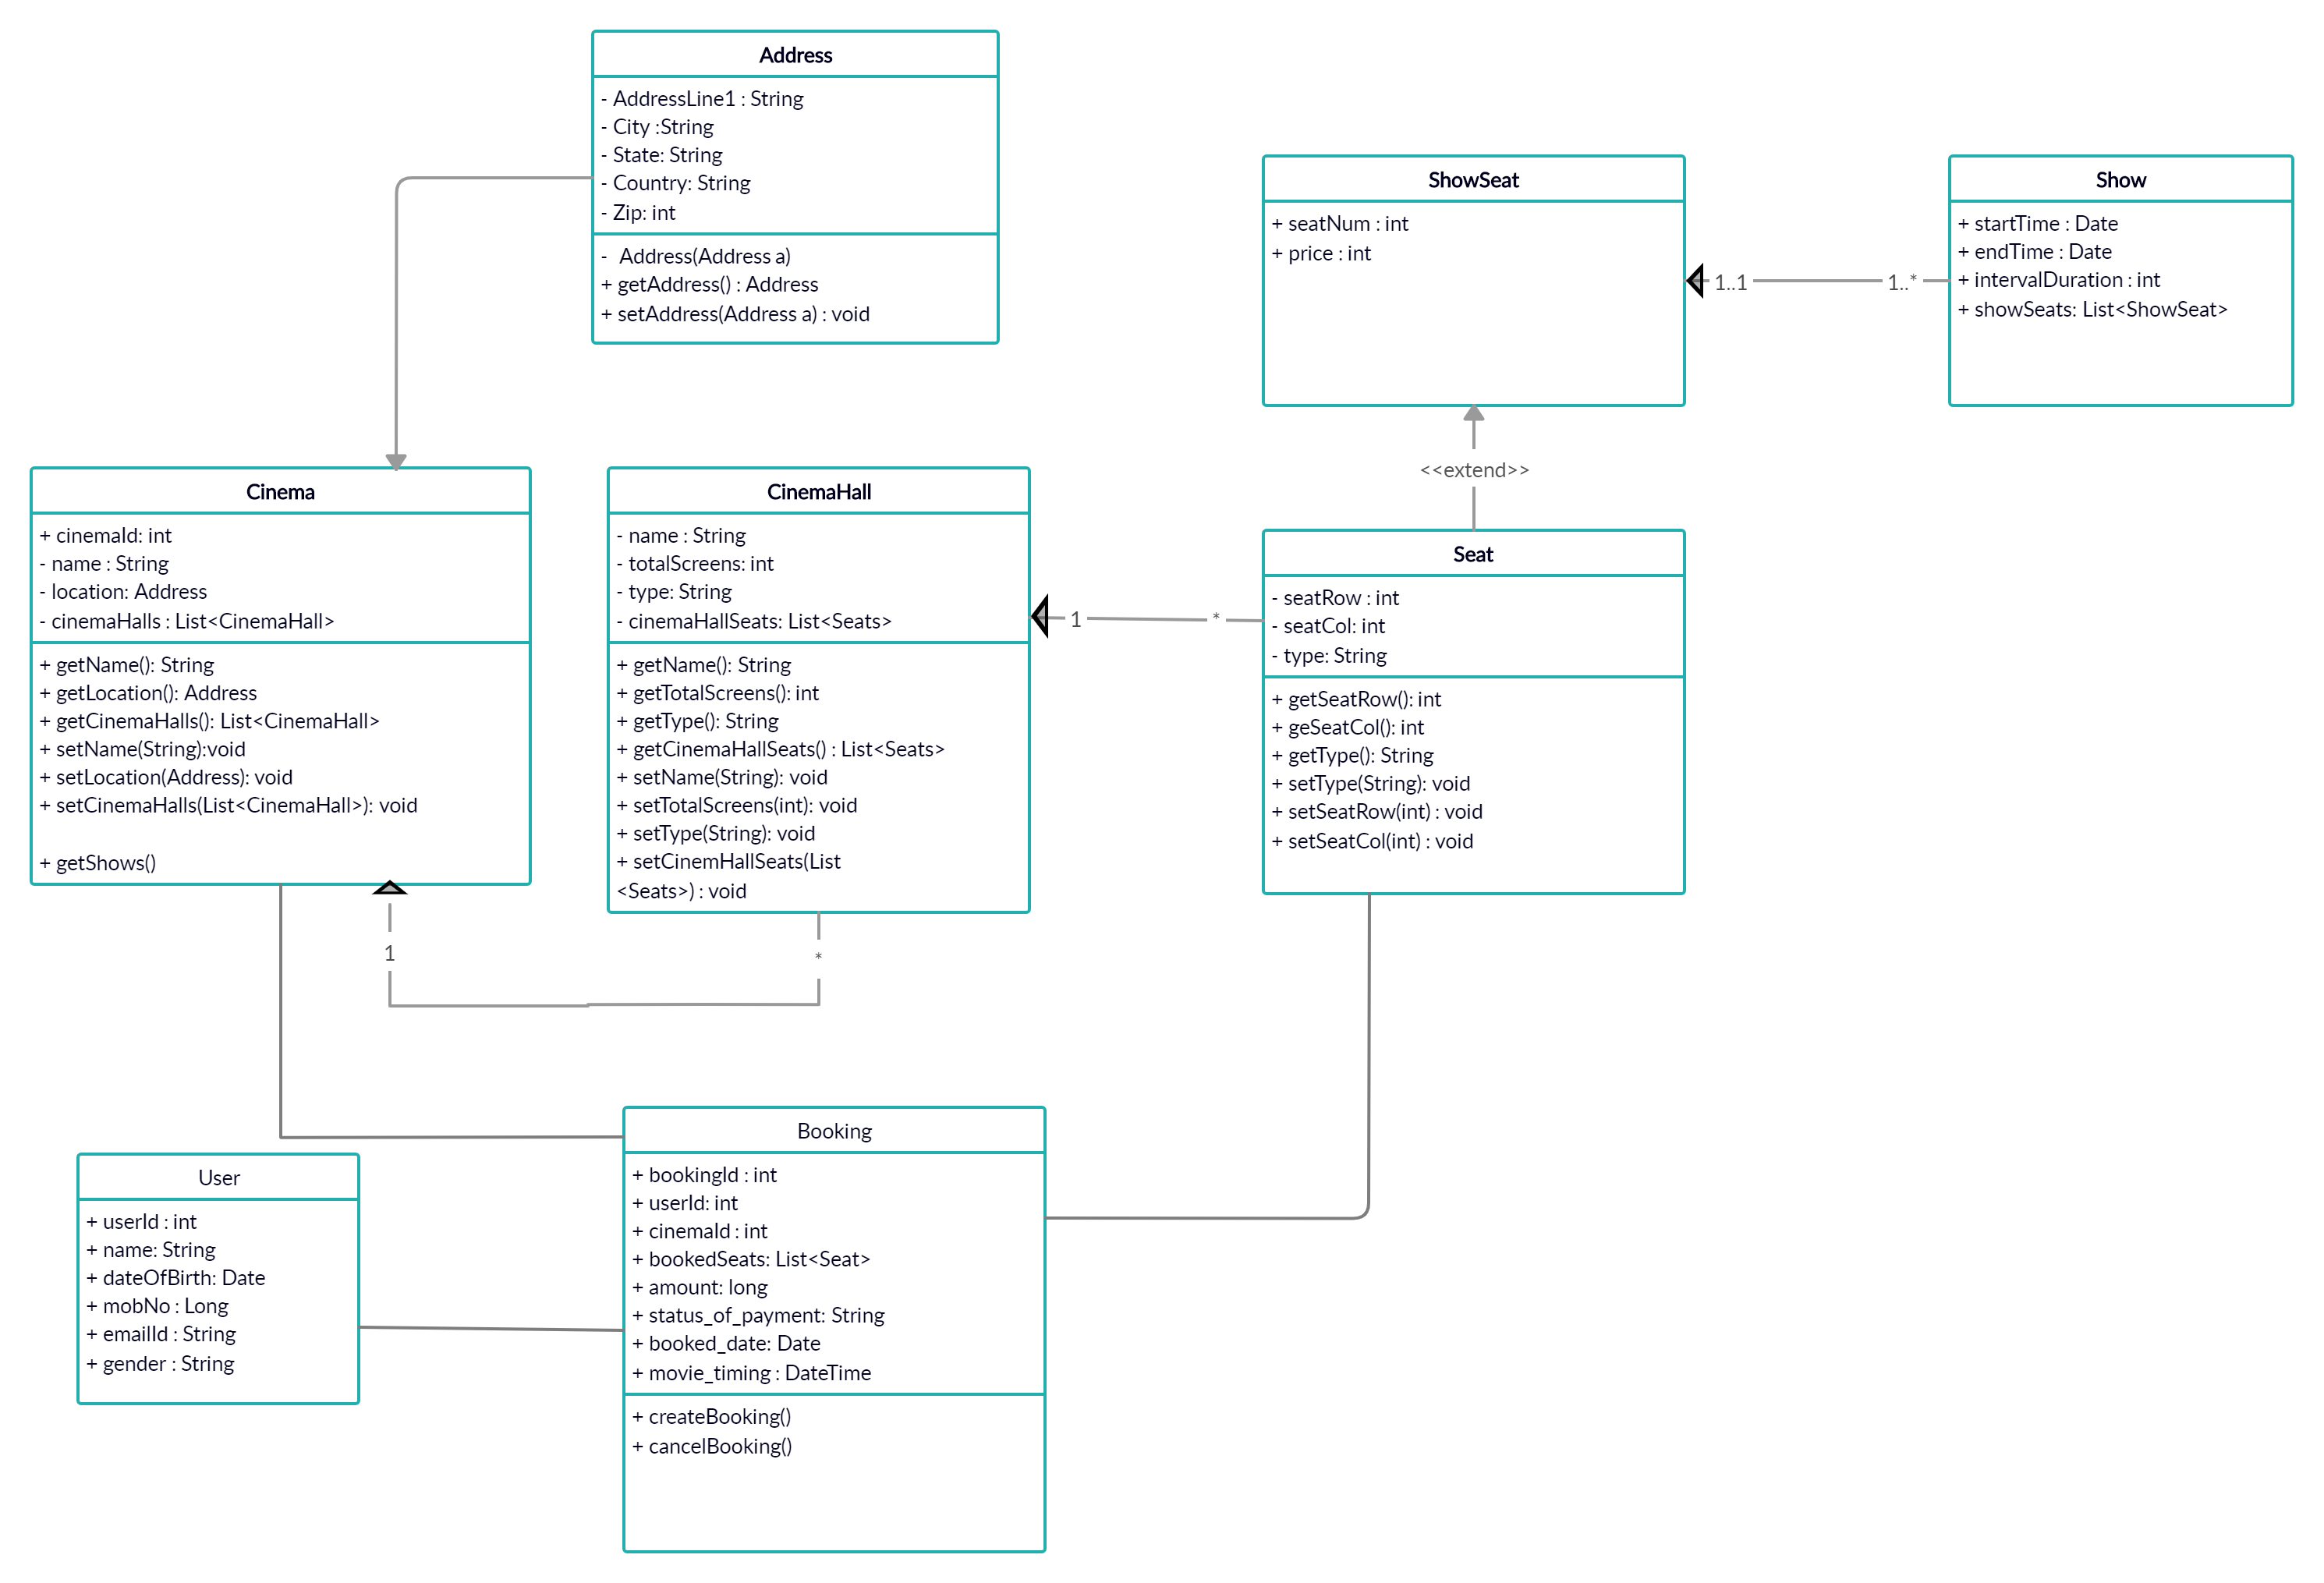 Address
- AddressLine1 : String
- City :String
- State: String
- Country: String
- Zip: int
- Address(Address a)
+ getAddress() : Address
+ setAddress(Address a) : void
ShowSeat
+ seatNum : int
+ price : int
1..1
1..*
Show
+ startTime : Date
+ endTime : Date
+ intervalDuration : int
+ showSeats: List<ShowSeat>
<<extend>>
Cinema
+ cinemaId: int
- name : String
- location: Address
- cinemaHalls : List<CinemaHall>
+ getName(): String
+ getLocation(): Address
+ getCinemaHalls(): List<CinemaHall>
+ setName(String):void
+ setLocation(Address): void
+ setCinemaHalls(List<CinemaHall>): void
+ getShows()
CinemaHall
- name : String
- totalScreens: int
- type: String
- cinemaHallSeats: List<Seats>
+ getName(): String
+ getTotalScreens(): int
+ getType(): String
+ getCinemaHallSeats() : List<Seats>
+ setName(String): void
+ setTotalScreens(int): void
+ setType(String): void
+ setCinemHallSeats(List
<Seats>) : void
1
*
Seat
- seatRow : int
- seatCol: int
- type: String
+ getSeatRow(): int
+ geSeatCol(): int
+ getType(): String
+ setType(String): void
+ setSeatRow(int) : void
+ setSeatCol(int) : void
1
*
User
+ userId : int
+ name: String
+ dateOfBirth: Date
+ mobNo : Long
+ emailId : String
+ gender : String
Booking
+ bookingId : int
+ userId: int
+ cinemaId : int
+ bookedSeats: List<Seat>
+ amount: long
+ status_of_payment: String
+ booked_date: Date
+ movie_timing : DateTime
+ createBooking()
+ cancelBooking()